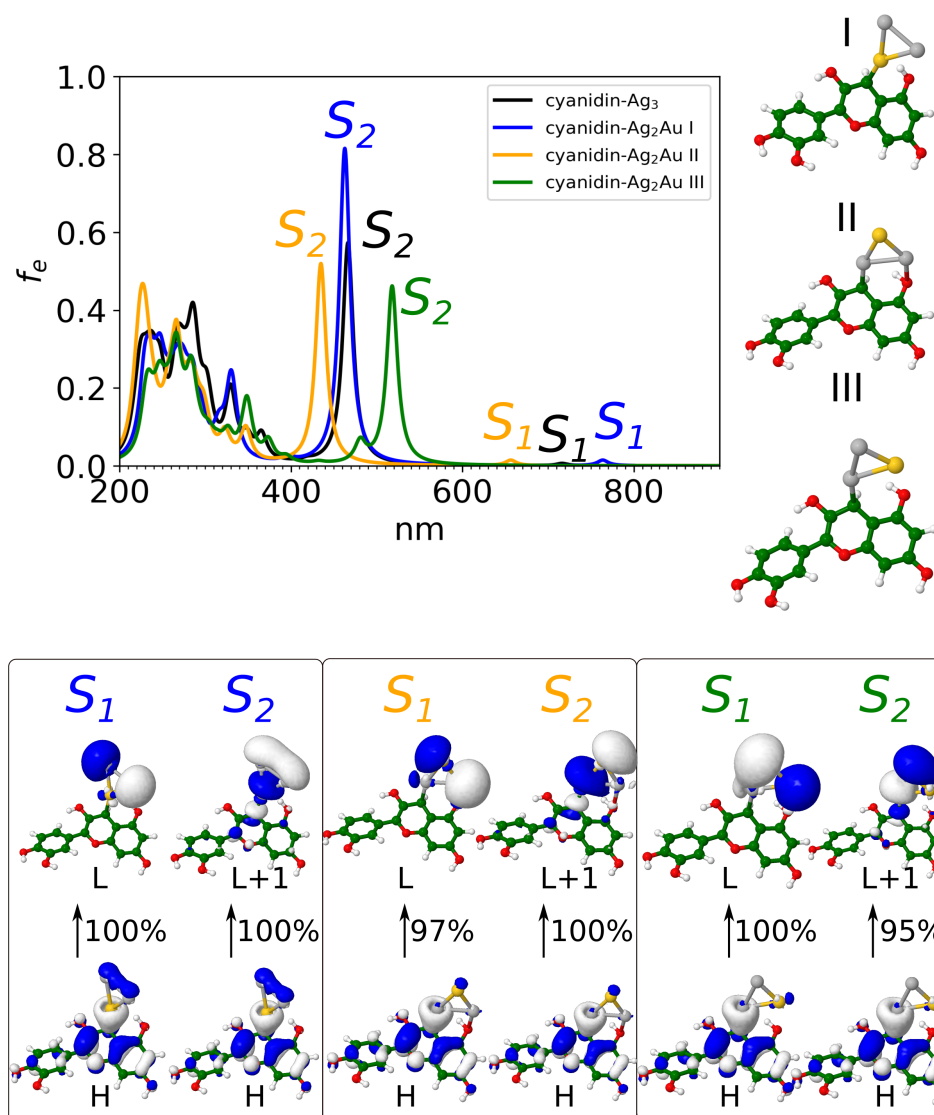 I
1.0
cyanidin-Ag₃
S₂
cyanidin-Ag₂Au I
cyanidin-Ag₂Au II
cyanidin-Ag₂Au III
0.8
II
0.6
S₂
S₂
fₑ
S₂
0.4
III
0.2
S₁
S₁
S₁
0.0
200
400
600
800
nm
S₁
S₂
S₁
S₂
S₁
S₂
L
L+1
L
L+1
L
L+1
100%
100%
97%
100%
100%
95%
H
H
H
H
H
H